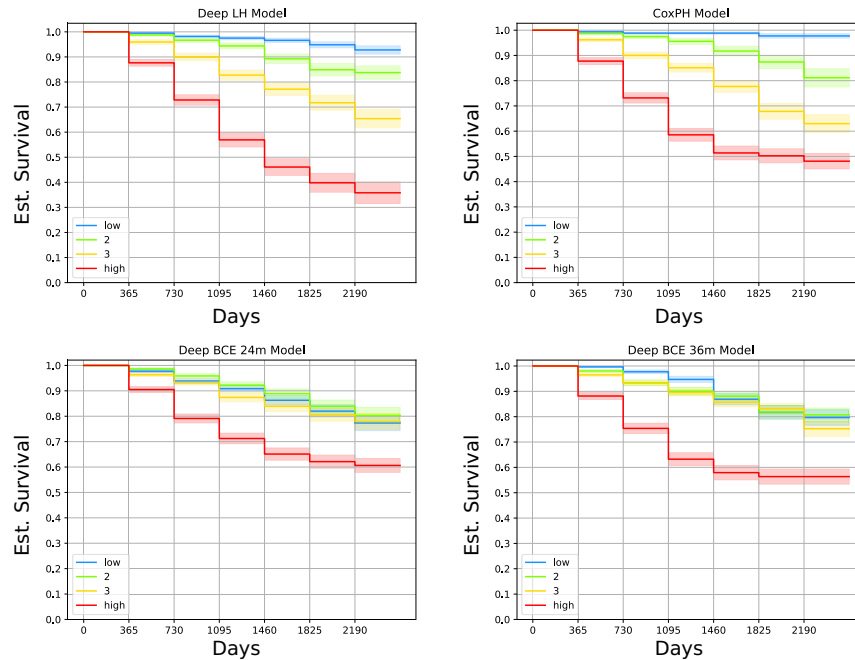 Deep LH Model
Est. Survival
1.0
0.9
0.8
0.7
0.6
0.5
0.4
0.3
0.2
0.1
0.0
low
2
3
high
0 365 730 1095 1460 1825 2190
Days
CoxPH Model
Est. Survival
1.0
0.9
0.8
0.7
0.6
0.5
0.4
0.3
0.2
0.1
0.0
low
2
3
high
0 365 730 1095 1460 1825 2190
Days
Deep BCE 24m Model
Est. Survival
1.0
0.9
0.8
0.7
0.6
0.5
0.4
0.3
0.2
0.1
0.0
low
2
3
high
0 365 730 1095 1460 1825 2190
Days
Deep BCE 36m Model
Est. Survival
1.0
0.9
0.8
0.7
0.6
0.5
0.4
0.3
0.2
0.1
0.0
low
2
3
high
0 365 730 1095 1460 1825 2190
Days